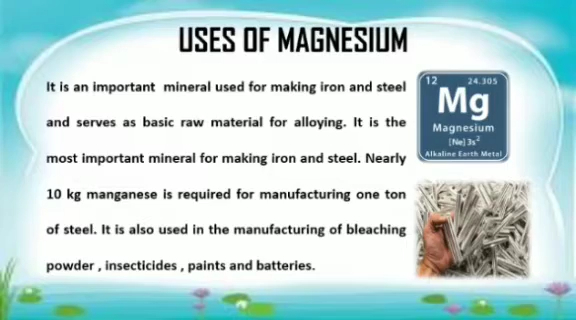 USES OF MAGNESIUM
It is an important mineral used for making iron and steel
and serves as basic raw material for alloying. It is the
most important mineral for making iron and steel. Nearly
10 kg manganese is required for manufacturing one ton
of steel. It is also used in the manufacturing of bleaching
powder , insecticides , paints and batteries.
12 24.305
Mg
Magnesium
[Ne] 3s²
Alkaline Earth Metal